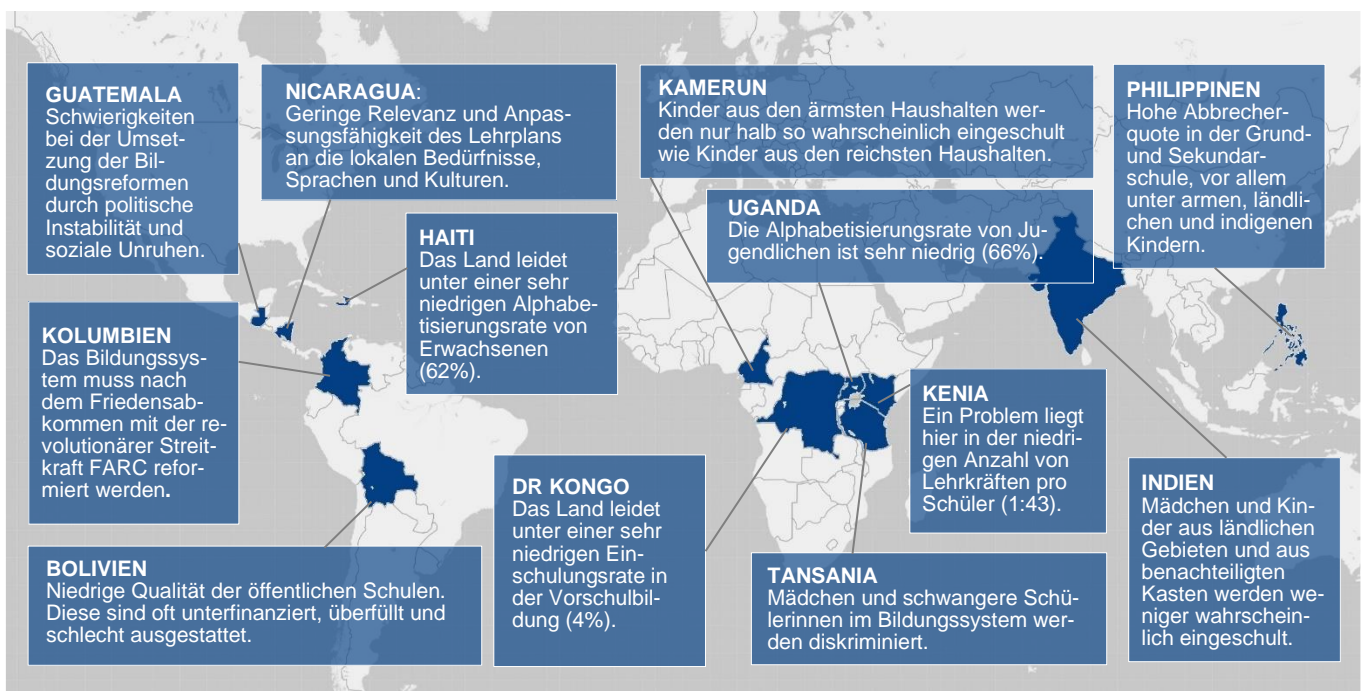 GUATEMALA
Schwierigkeiten
bei der Umset-
zung der Bil-
dungsreformen
durch politische
Instabilität und
soziale Unruhen.
NICARAGUA:
Geringe Relevanz und Anpas-
sungsfähigkeit des Lehrplans
an die lokalen Bedürfnisse,
Sprachen und Kulturen.
KAMERUN
Kinder aus den ärmsten Haushalten wer-
den nur halb so wahrscheinlich eingeschult
wie Kinder aus den reichsten Haushalten.
PHILIPPINEN
Hohe Abbrecher-
quote in der Grund-
und Sekundar-
schule, vor allem
unter armen, ländli-
chen und indigenen
Kindern.
UGANDA
Die Alphabetisierungsrate von Ju-
gendlichen ist sehr niedrig (66%).
HAITI
Das Land leidet
unter einer sehr
niedrigen Alphabe-
tisierungsrate von
Erwachsenen
(62%).
KOLUMBIEN
Das Bildungssys-
tem muss nach
dem Friedensab-
kommen mit der re-
volutionärer Streit-
kraft FARC refor-
miert werden.
KENIA
Ein Problem liegt
hier in der niedri-
gen Anzahl von
Lehrkräften pro
Schüler (1:43).
DR KONGO
Das Land leidet
unter einer sehr
niedrigen Ein-
schulungsrate in
der Vorschulbil-
dung (4%).
INDIEN
Mädchen und Kin-
der aus ländlichen
Gebieten und aus
benachteiligten
Kasten werden we-
niger wahrschein-
lich eingeschult.
BOLIVIEN
Niedrige Qualität der öffentlichen Schulen.
Diese sind oft unterfinanziert, überfüllt und
schlecht ausgestattet.
TANSANIA
Mädchen und schwangere Schü-
lerinnen im Bildungssystem wer-
den diskriminiert.